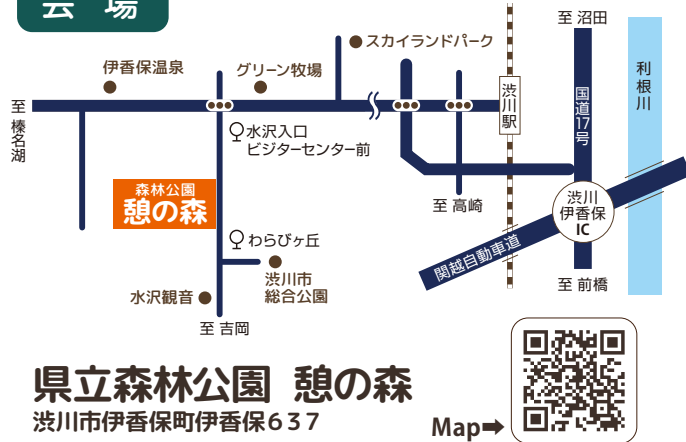 会場
至 沼田
スカイランドパーク
伊香保温泉
グリーン牧場
至 榛名湖
渋川駅
国道17号
利根川
水沢入口
ビジターセンター前
森林公園
憩の森
至 高崎
渋川
伊香保
IC
わらびヶ丘
関越自動車道
渋川市
総合公園
水沢観音
至 前橋
至 吉岡
県立森林公園 憩の森
渋川市伊香保町伊香保637
Map➡